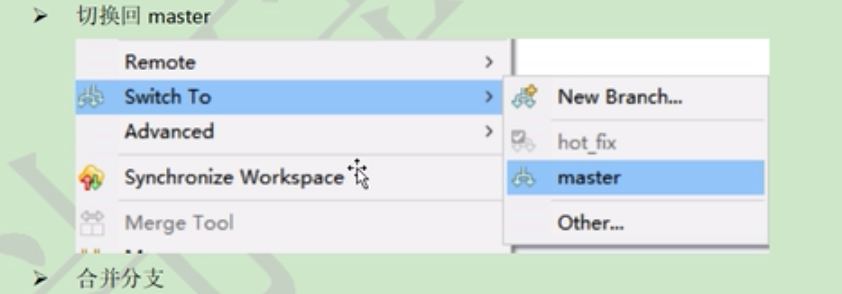 ➢ 切换回 master
Remote
Switch To
Advanced
Synchronize Workspace
Merge Tool
New Branch...
hot_fix
master
Other...
➢ 合并分支